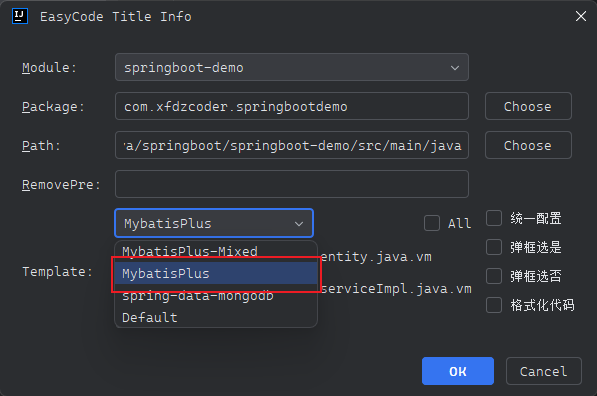 EasyCode Title Info
Module:
springboot-demo
Package:
com.xfdzcoder.springbootdemo
Choose
Path:
/a/springboot/springboot-demo/src/main/java
Choose
RemovePre:
MybatisPlus
All
统一配置
弹框选是
弹框选否
格式化代码
Template:
MybatisPlus-Mixed
MybatisPlus
spring-data-mongodb
Default
entity.java.vm
serviceImpl.java.vm
OK
Cancel